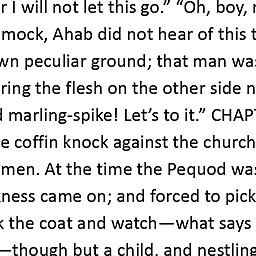 r I will not let this go.” “Oh, boy, r
mock, Ahab did not hear of this t
wn peculiar ground; that man was
ring the flesh on the other side n
d marling-spike! Let’s to it.” CHAPT
e coffin knock against the church
men. At the time the Pequod was
ness came on; and forced to pick
k the coat and watch—what says
—though but a child, and nestling